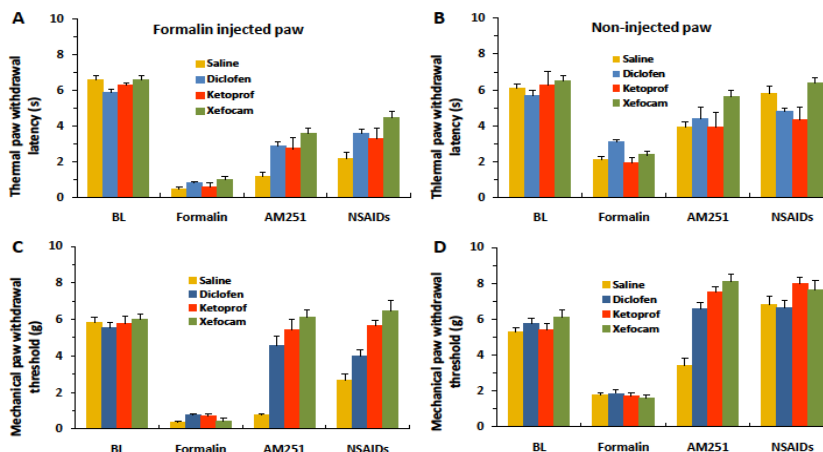 A
Formalin injected paw
Thermal paw withdrawal
latency (s)
8
6
4
2
0
Saline
Diclofen
Ketoprof
Xefocam
BL
Formalin
AM251
NSAIDs
B
Non-injected paw
Thlermal paw withdrawal
latency (s)
8
6
4
2
0
Saline
Diclofen
Ketoprof
Xefocam
BL
Formalin
AM251
NSAIDs
C
Mechanical paw withdrawal
threshold (g)
10
8
6
4
2
0
Saline
Diclofen
Ketoprof
Xefocam
BL
Formalin
AM251
NSAIDs
D
Mechanical paw withdrawal
threshold (g)
10
8
6
4
2
0
Saline
Diclofen
Ketoprof
Xefocam
BL
Formalin
AM251
NSAIDs